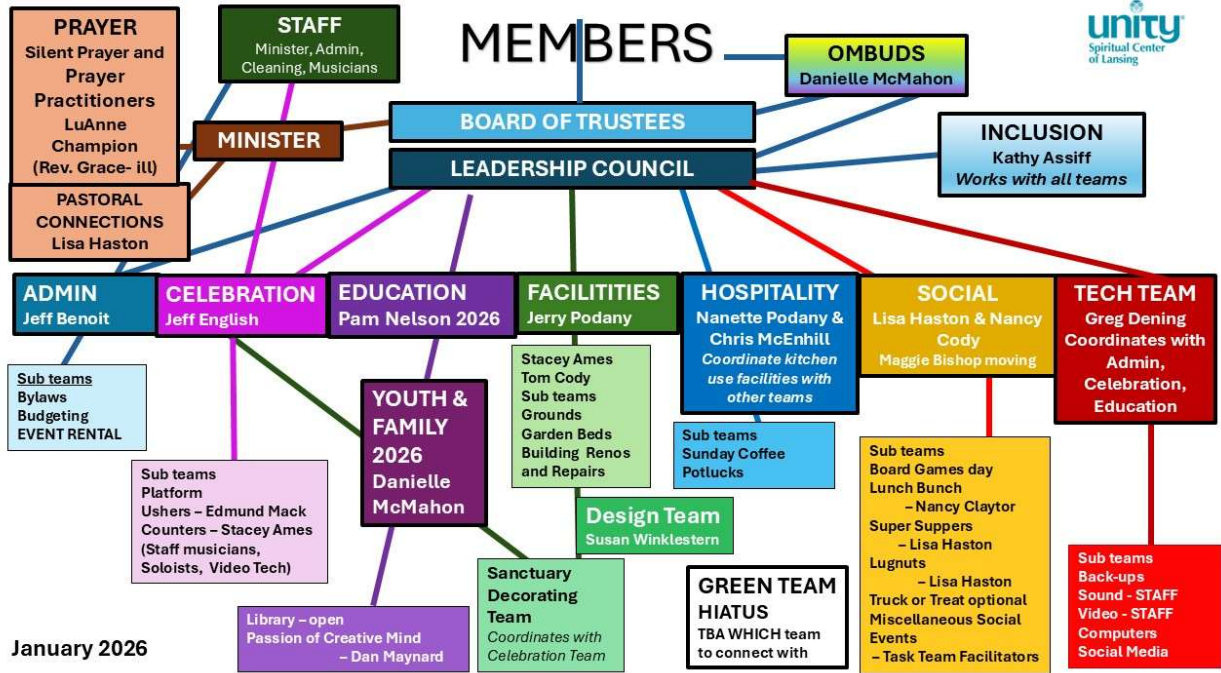 PRAYER
Silent Prayer and
Prayer
Practitioners
LuAnne
Champion
(Rev. Grace- ill)
PASTORAL
CONNECTIONS
Lisa Haston
STAFF
Minister, Admin,
Cleaning, Musicians
MINISTER
MEMBERS
BOARD OF TRUSTEES
LEADERSHIP COUNCIL
OMBUDS
Danielle McMahon
unity
Spiritual Center
of Lansing
INCLUSION
Kathy Assiff
Works with all teams
ADMIN
Jeff Benoit
Sub teams
Bylaws
Budgeting
EVENT RENTAL
CELEBRATION
Jeff English
Sub teams
Platform
Ushers – Edmund Mack
Counters – Stacey Ames
(Staff musicians,
Soloists, Video Tech)
EDUCATION
Pam Nelson 2026
YOUTH &
FAMILY
2026
Danielle
McMahon
Library – open
Passion of Creative Mind
– Dan Maynard
FACILITITIES
Jerry Podany
Stacey Ames
Tom Cody
Sub teams
Grounds
Garden Beds
Building Renos
and Repairs
Design Team
Susan Winklestern
Sanctuary
Decorating
Team
Coordinates with
Celebration Team
HOSPITALITY
Nanette Podany &
Chris McEnhill
Coordinate kitchen
use facilities with
other teams
Sub teams
Sunday Coffee
Potlucks
GREEN TEAM
HIATUS
TBA WHICH team
to connect with
SOCIAL
Lisa Haston & Nancy
Cody
Maggie Bishop moving
Sub teams
Board Games day
Lunch Bunch
– Nancy Claytor
Super Suppers
– Lisa Haston
Lugnuts
– Lisa Haston
Truck or Treat optional
Miscellaneous Social
Events
– Task Team Facilitators
TECH TEAM
Greg Dening
Coordinates with
Admin,
Celebration,
Education
Sub teams
Back-ups
Sound - STAFF
Video - STAFF
Computers
Social Media
January 2026